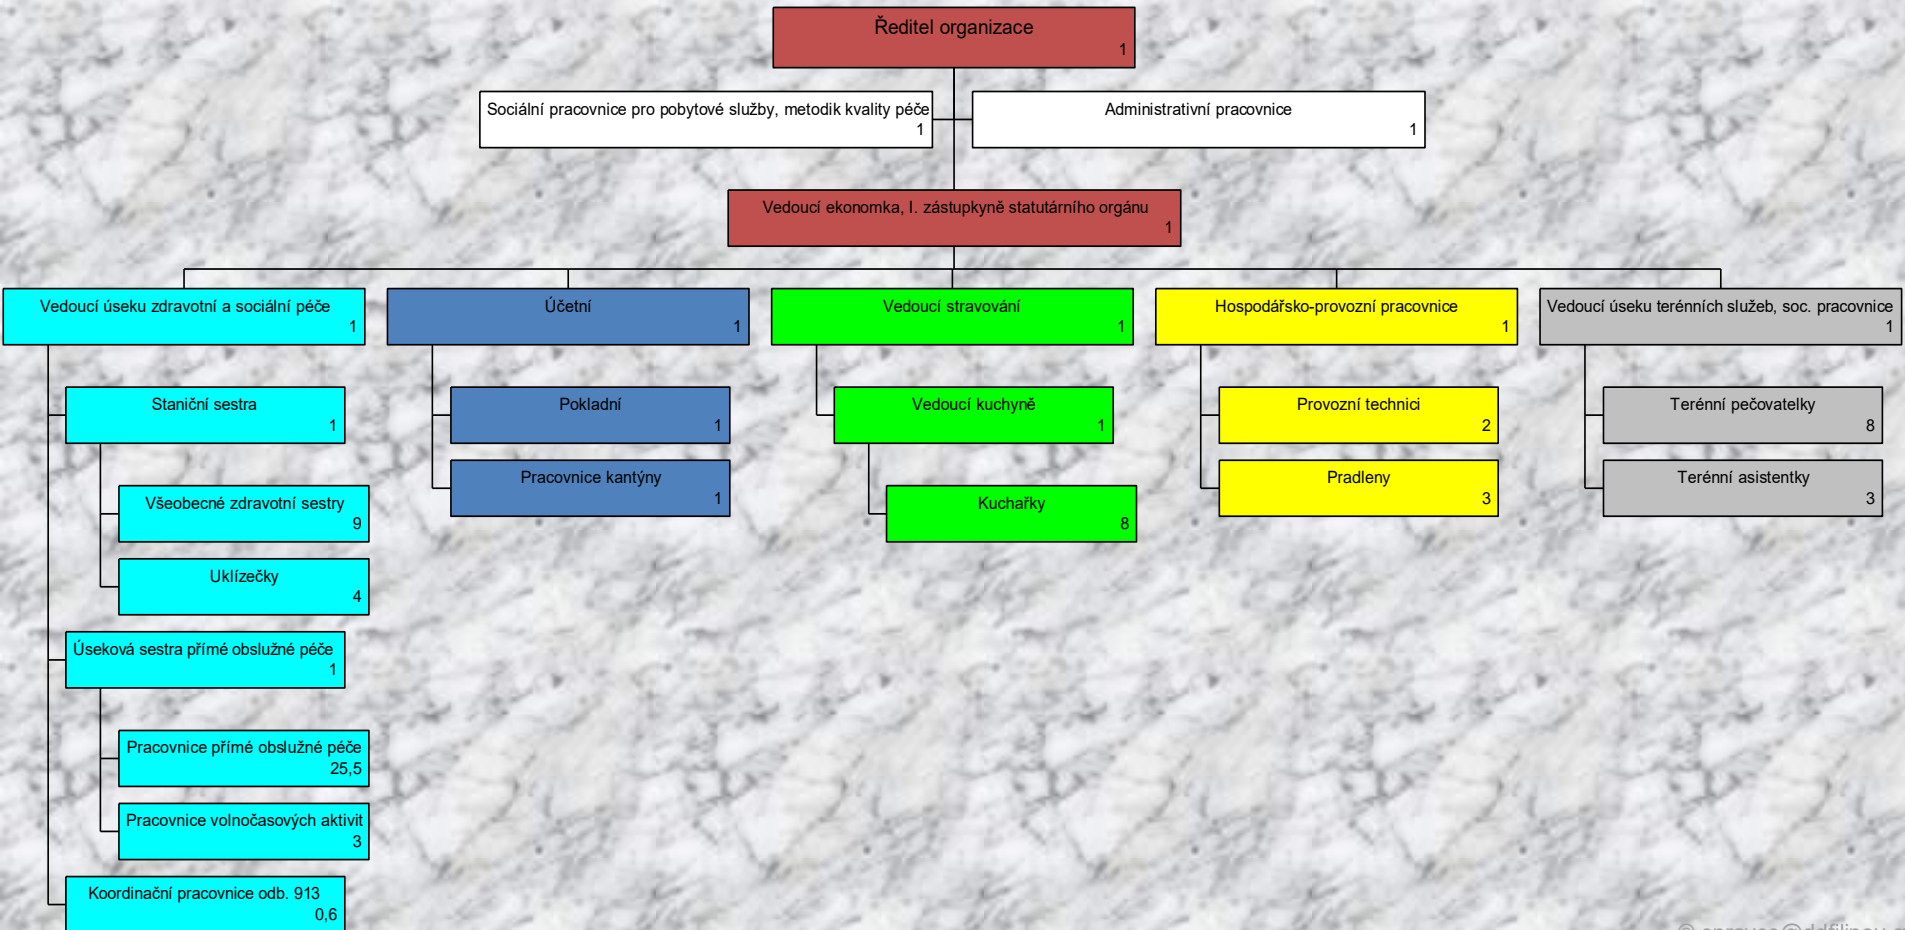 Ředitel organizace
1
Sociální pracovnice pro pobytové služby, metodik kvality péče
1
Administrativní pracovnice
1
Vedoucí ekonomka, I. zástupkyně statutárního orgánu
1
Vedoucí úseku zdravotní a sociální péče
1
Účetní
1
Vedoucí stravování
1
Hospodářsko-provozní pracovnice
1
Vedoucí úseku terénních služeb, soc. pracovnice
1
Staniční sestra
1
Pokladní
1
Vedoucí kuchyně
1
Provozní technici
2
Terénní pečovatelky
8
Pracovnice kantýny
1
Pradleny
3
Terénní asistentky
3
Všeobecné zdravotní sestry
9
Kuchařky
8
Uklízečky
4
Úseková sestra přímé obslužné péče
1
Pracovnice přímé obslužné péče
25,5
Pracovnice volnočasových aktivit
3
Koordinační pracovnice odb. 913
0,6